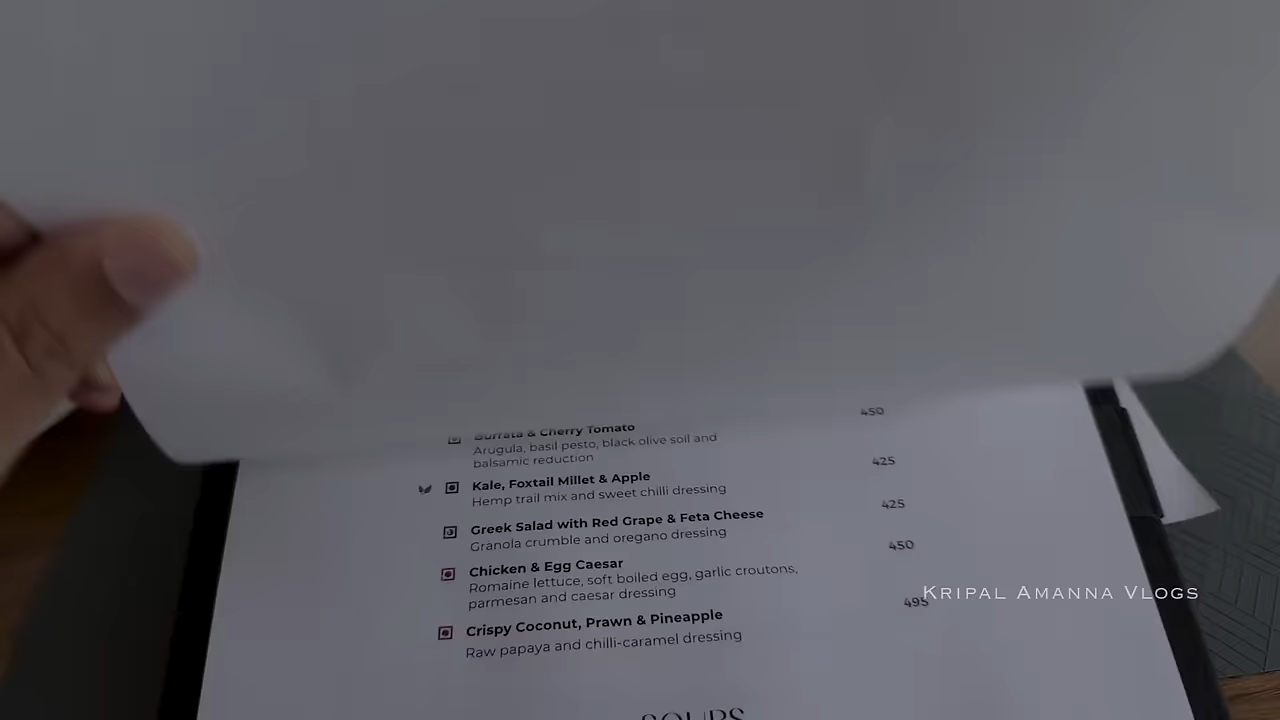 Burrata & Cherry Tomato 450
Arugula, basil pesto, black olive soil and
balsamic reduction
Kale, Foxtail Millet & Apple 425
Hemp trail mix and sweet chilli dressing
Greek Salad with Red Grape & Feta Cheese 425
Granola crumble and oregano dressing
Chicken & Egg Caesar 450
Romaine lettuce, soft boiled egg, garlic croutons,
parmesan and caesar dressing
Crispy Coconut, Prawn & Pineapple 495
Raw papaya and chilli-caramel dressing
SOUPS
Kripal Amanna Vlogs